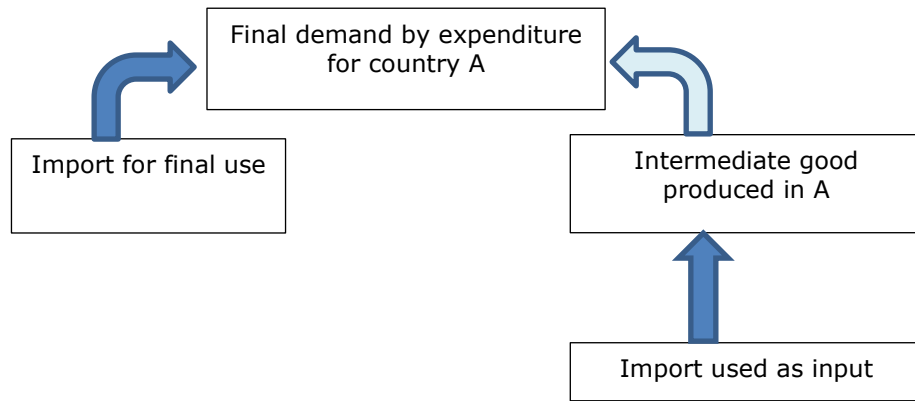 Final demand by expenditure
for country A
Import for final use
Intermediate good
produced in A
Import used as input